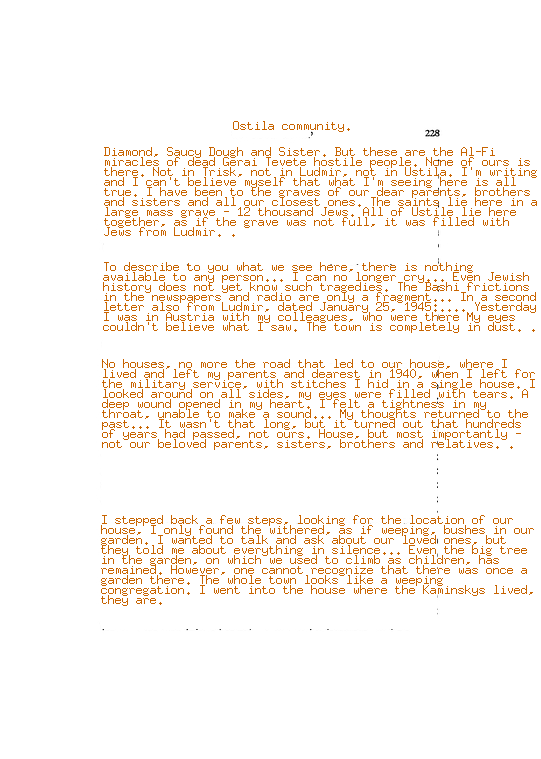 Ostila community.
228
Diamond, Saucy Dough and Sister. But these are the Al-Fi
miracles of dead Gerai Tevete hostile people. None of ours is
there. Not in Trisk, not in Ludmir, not in Ustila. I'm writing
and I can't believe myself that what I'm seeing here is all
true. I have been to the graves of our dear parents, brothers
and sisters and all our closest ones. The saints lie here in a
large mass grave - 12 thousand Jews. All of Ustile lie here
together, as if the grave was not full, it was filled with
Jews from Ludmir. .
To describe to you what we see here, there is nothing
available to any person... I can no longer cry... Even Jewish
history does not yet know such tragedies. The Bashi frictions
in the newspapers and radio are only a fragment... In a second
letter also from Ludmir, dated January 25, 1945:.... Yesterday
I was in Austria with my colleagues, who were there My eyes
couldn't believe what I saw. The town is completely in dust. .
No houses, no more the road that led to our house, where I
lived and left my parents and dearest in 1940, when I left for
the military service, with stitches I hid in a single house. I
looked around on all sides, my eyes were filled with tears. A
deep wound opened in my heart. I felt a tightness in my
throat, unable to make a sound... My thoughts returned to the
past... It wasn't that long, but it turned out that hundreds
of years had passed, not ours. House, but most importantly -
not our beloved parents, sisters, brothers and relatives. .
I stepped back a few steps, looking for the location of our
house, I only found the withered, as if weeping, bushes in our
garden. I wanted to talk and ask about our loved ones, but
they told me about everything in silence... Even the big tree
in the garden, on which we used to climb as children, has
remained. However, one cannot recognize that there was once a
garden there. The whole town looks like a weeping
congregation. I went into the house where the Kaminskys lived,
they are.